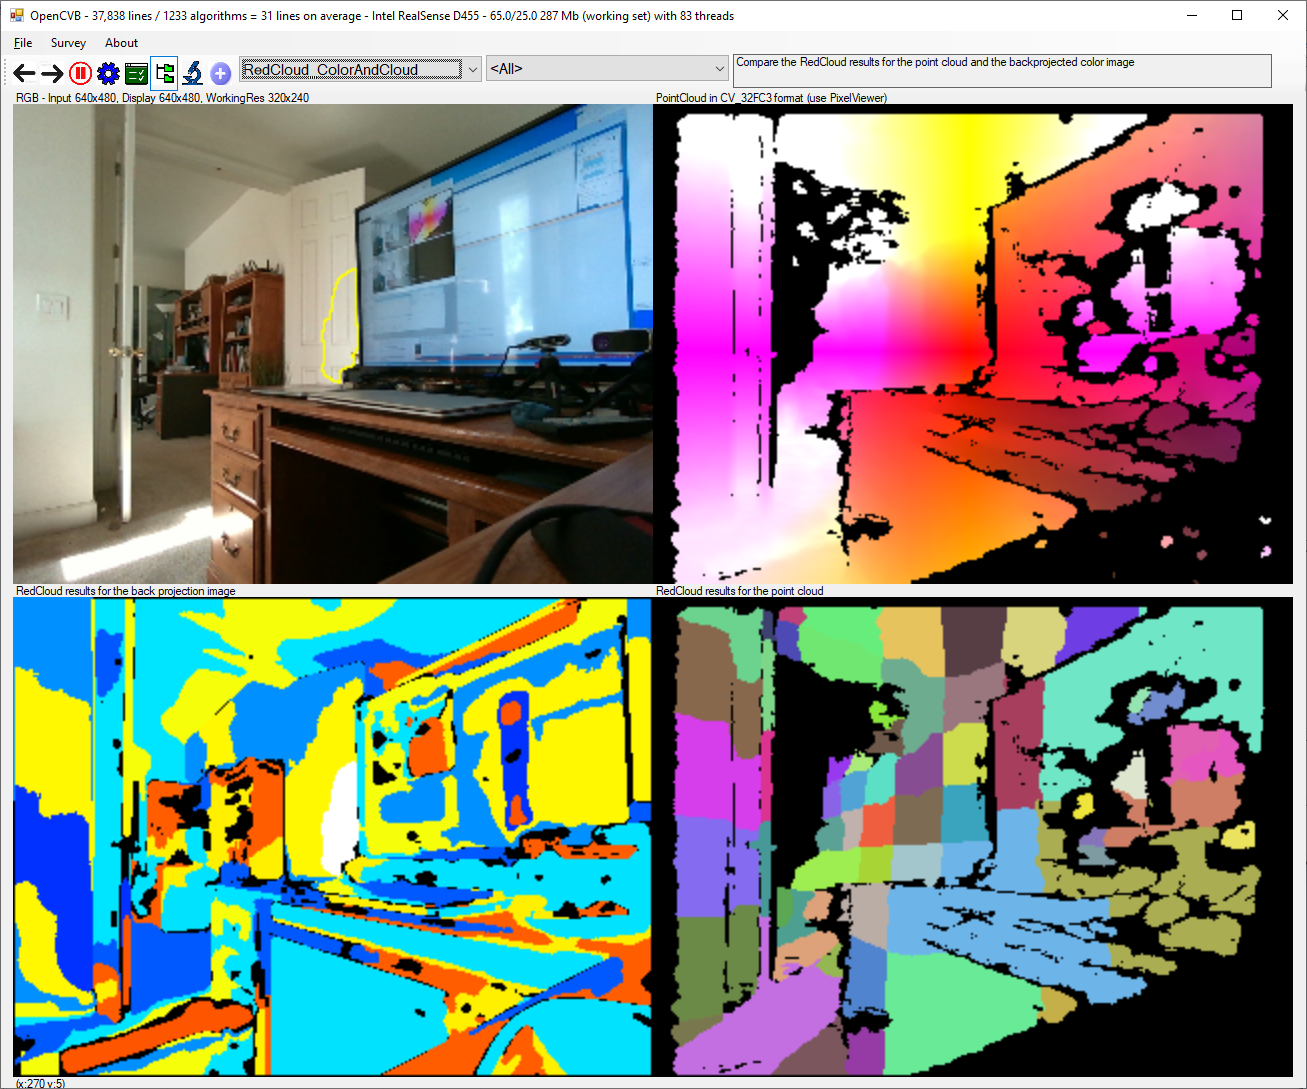 OpenCVB - 37,838 lines / 1233 algorithms = 31 lines on average - Intel RealSense D455 - 65.0/25.0 287 Mb (working set) with 83 threads
File Survey About
RedCloud_ColorAndCloud
<All>
Compare the RedCloud results for the point cloud and the backprojected color image
RGB - Input 640x480, Display 640x480, WorkingRes 320x240
PointCloud in CV_32FC3 format (use PixelViewer)
RedCloud results for the back projection image
RedCloud results for the point cloud
(x:270 y:5)